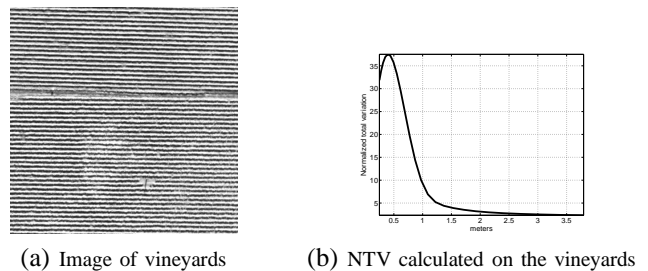 Normalized total variation
35
30
25
20
15
10
5
0.5 1 1.5 2 2.5 3 3.5
meters
(a) Image of vineyards
(b) NTV calculated on the vineyards